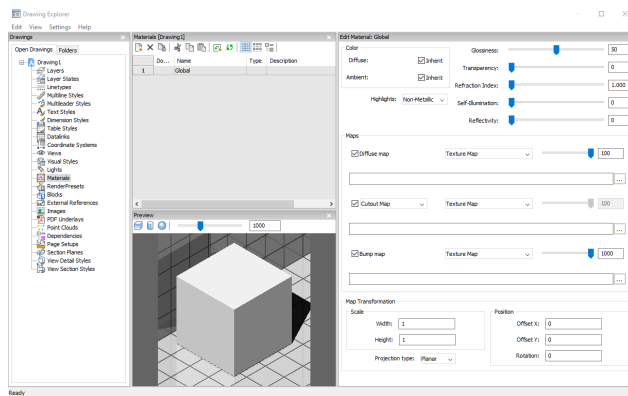 Drawing Explorer
Edit View Settings Help
Drawings
Open Drawings Folders
Drawing1
Layers
Layer States
Linetypes
Multiline Styles
Multileader Styles
Text Styles
Dimension Styles
Table Styles
Datalinks
Coordinate Systems
Views
Visual Styles
Lights
Materials
RenderPresets
Blocks
External References
Images
PDF Underlays
Point Clouds
Dependencies
Page Setups
Section Planes
View Detail Styles
View Section Styles
Materials [Drawing1]
Do... Name Type Description
1 Global
Preview
1000
Edit Material: Global
Color
Diffuse: Inherit
Ambient: Inherit
Highlights: Non-Metallic
Glossiness: 50
Transparency: 0
Refraction Index: 1.000
Self-Illumination: 0
Reflectivity: 0
Maps
Diffuse map Texture Map 100
...
Cutout Map Texture Map 100
...
Bump map Texture Map 1000
...
Map Transformation
Scale
Width: 1
Height: 1
Projection type: Planar
Position
Offset X: 0
Offset Y: 0
Rotation: 0
Ready